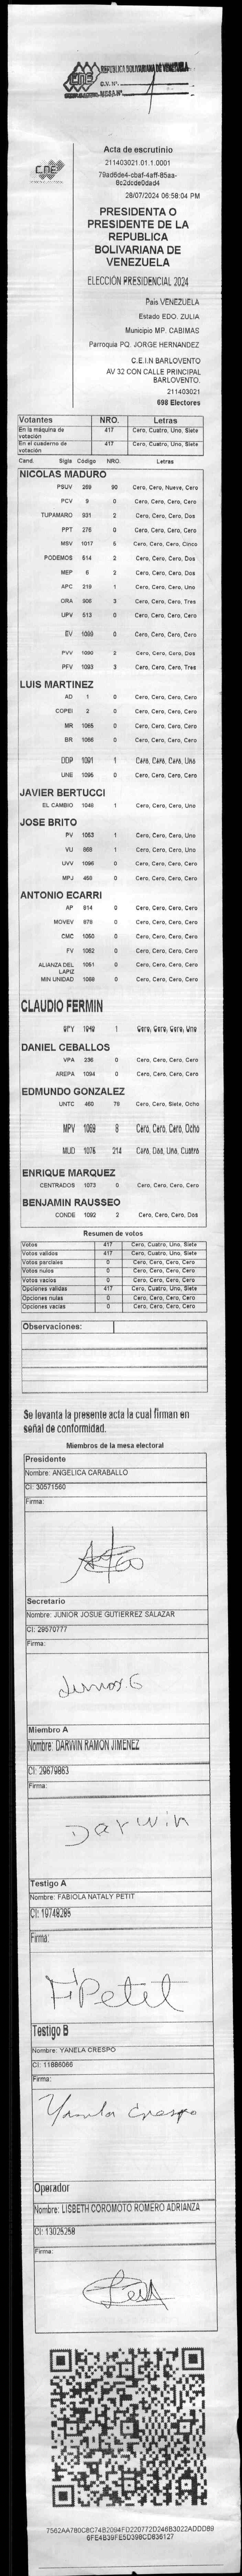 CNE
REPÚBLICA BOLIVARIANA DE VENEZUELA
C.V. Nº.
MESA Nº
CNE
Acta de escrutinio
211403021.01.1.0001
79ad6de4-cbaf-4aff-85aa-
6c2dcde0dad4
28/07/2024 06:58:04 PM
PRESIDENTA O
PRESIDENTE DE LA
REPUBLICA
BOLIVARIANA DE
VENEZUELA
ELECCIÓN PRESIDENCIAL 2024
Pais VENEZUELA
Estado EDO. ZULIA
Municipio MP. CABIMAS
Parroquia PQ. JORGE HERNANDEZ
C.E.I.N BARLOVENTO
AV 32 CON CALLE PRINCIPAL
BARLOVENTO.
211403021
698 Electores
Votantes NRO. Letras
En la máquina de votación 417 Cero, Cuatro, Uno, Siete
En el cuaderno de votación 417 Cero, Cuatro, Uno, Siete
Cand. Sigla Código NRO. Letras
NICOLAS MADURO
PSUV 269 90 Cero, Cero, Nueve, Cero
PCV 9 0 Cero, Cero, Cero, Cero
TUPAMARO 931 2 Cero, Cero, Cero, Dos
PPT 276 0 Cero, Cero, Cero, Cero
MSV 1017 5 Cero, Cero, Cero, Cinco
PODEMOS 514 2 Cero, Cero, Cero, Dos
MEP 6 2 Cero, Cero, Cero, Dos
APC 219 1 Cero, Cero, Cero, Uno
ORA 906 3 Cero, Cero, Cero, Tres
UPV 513 0 Cero, Cero, Cero, Cero
EV 1089 0 Cero, Cero, Cero, Cero
PVV 1090 2 Cero, Cero, Cero, Dos
PFV 1093 3 Cero, Cero, Cero, Tres
LUIS MARTINEZ
AD 1 0 Cero, Cero, Cero, Cero
COPEI 2 0 Cero, Cero, Cero, Cero
MR 1065 0 Cero, Cero, Cero, Cero
BR 1066 0 Cero, Cero, Cero, Cero
DDP 1091 1 Cero, Cero, Cero, Uno
UNE 1095 0 Cero, Cero, Cero, Cero
JAVIER BERTUCCI
EL CAMBIO 1048 1 Cero, Cero, Cero, Uno
JOSE BRITO
PV 1053 1 Cero, Cero, Cero, Uno
VU 868 1 Cero, Cero, Cero, Uno
UVV 1096 0 Cero, Cero, Cero, Cero
MPJ 458 0 Cero, Cero, Cero, Cero
ANTONIO ECARRI
AP 814 0 Cero, Cero, Cero, Cero
MOVEV 979 0 Cero, Cero, Cero, Cero
CMC 1050 0 Cero, Cero, Cero, Cero
FV 1052 0 Cero, Cero, Cero, Cero
ALIANZA DEL LAPIZ 1051 0 Cero, Cero, Cero, Cero
MIN UNIDAD 1068 0 Cero, Cero, Cero, Cero
CLAUDIO FERMIN
SPV 1049 1 Cero, Cero, Cero, Uno
DANIEL CEBALLOS
VPA 236 0 Cero, Cero, Cero, Cero
AREPA 1094 0 Cero, Cero, Cero, Cero
EDMUNDO GONZALEZ
UNTC 460 78 Cero, Cero, Siete, Ocho
MPV 1069 8 Cero, Cero, Cero, Ocho
MUD 1075 214 Cero, Dos, Uno, Cuatro
ENRIQUE MARQUEZ
CENTRADOS 1073 0 Cero, Cero, Cero, Cero
BENJAMIN RAUSSEO
CONDE 1092 2 Cero, Cero, Cero, Dos
Resumen de votos
Votos 417 Cero, Cuatro, Uno, Siete
Votos validos 417 Cero, Cuatro, Uno, Siete
Votos parciales 0 Cero, Cero, Cero, Cero
Votos nulos 0 Cero, Cero, Cero, Cero
Votos vacios 0 Cero, Cero, Cero, Cero
Opciones validas 417 Cero, Cuatro, Uno, Siete
Opciones nulas 0 Cero, Cero, Cero, Cero
Opciones vacias 0 Cero, Cero, Cero, Cero
Observaciones:
Se levanta la presente acta la cual firman en
señal de conformidad.
Miembros de la mesa electoral
Presidente
Nombre: ANGELICA CARABALLO
CI: 30571560
Firma:
Secretario
Nombre: JUNIOR JOSUE GUTIERREZ SALAZAR
CI: 29570777
Firma:
Junior G
Miembro A
Nombre: DARWIN RAMON JIMENEZ
CI: 29679863
Firma:
Darwin
Testigo A
Nombre: FABIOLA NATALY PETIT
CI: 19748285
Firma:
F Petit
Testigo B
Nombre: YANELA CRESPO
CI: 11886066
Firma:
Yanela Crespo
Operador
Nombre: LISBETH COROMOTO ROMERO ADRIANZA
CI: 13025258
Firma:
7562AA780C8C74B2094FD220772D246B3022ADDD89
6FE4B39FE5D398CD836127